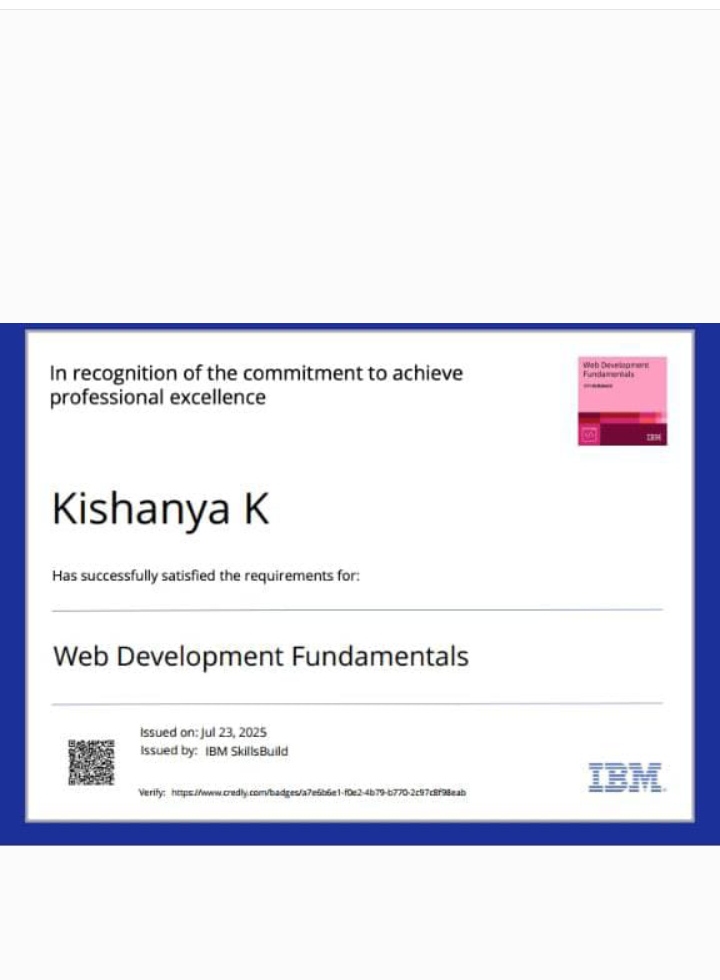 In recognition of the commitment to achieve
professional excellence
Web Development
Fundamentals
IBM
Kishanya K
Has successfully satisfied the requirements for:
Web Development Fundamentals
Issued on: Jul 23, 2025
Issued by: IBM SkillsBuild
Verify: https://www.credly.com/badges/a7e6b6e1-f0e2-4b79-b770-2c97c8f98eab
IBM